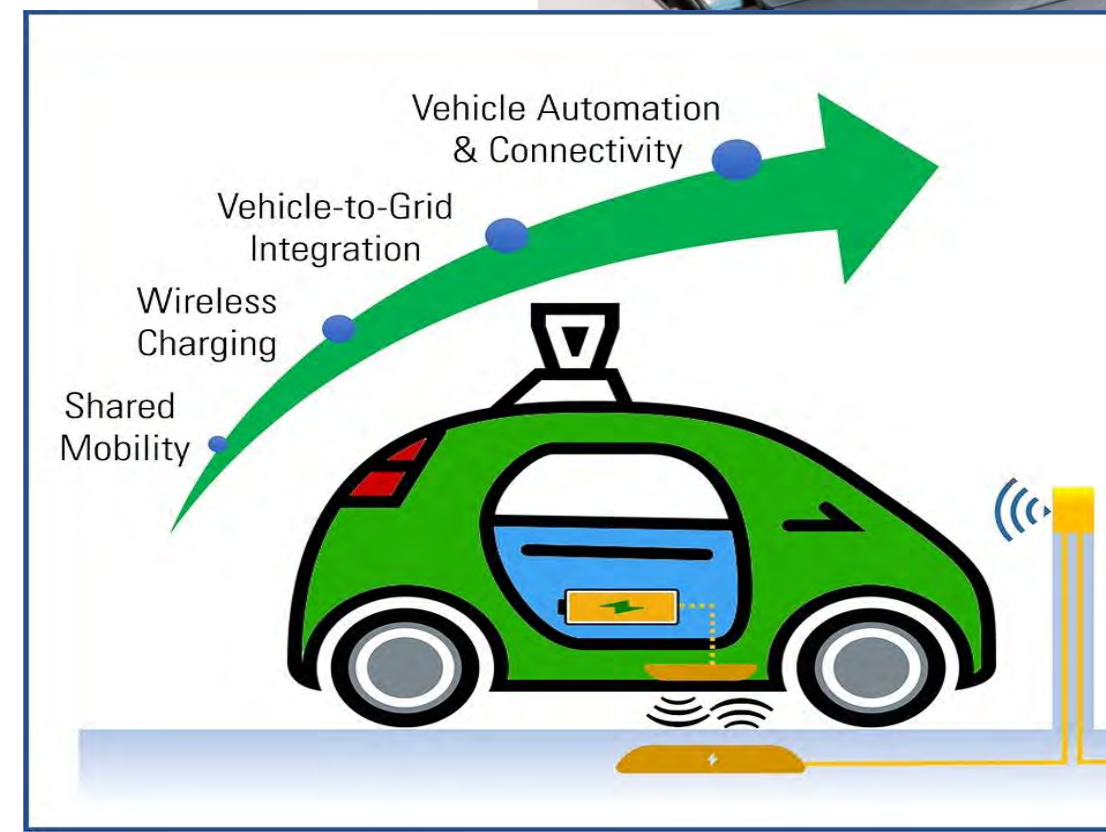 Vehicle Automation
& Connectivity
Vehicle-to-Grid
Integration
Wireless
Charging
Shared
Mobility